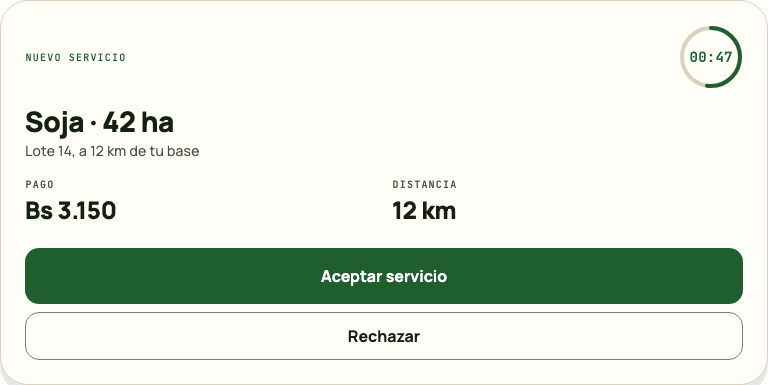 NUEVO SERVICIO
00:47
Soja · 42 ha
Lote 14, a 12 km de tu base
PAGO
DISTANCIA
Bs 3.150
12 km
Aceptar servicio
Rechazar